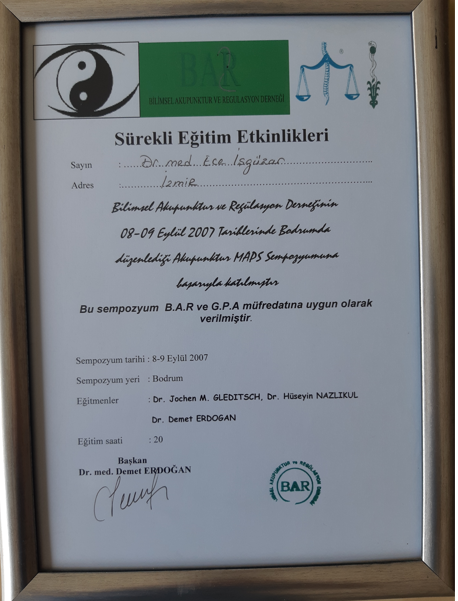 BAR
BİLİMSEL AKUPUNKTUR VE REGULASYON DERNEĞİ
Sürekli Eğitim Etkinlikleri
Sayın : Dr. med. Ece İşgüzar
Adres : İzmir
Bilimsel Akupunktur ve Regülasyon Derneğinin
08-09 Eylül 2007 Tarihlerinde Bodrumda
düzenlediği Akupunktur MAPS Sempozyumuna
başarıyla katılmıştır
Bu sempozyum B.A.R ve G.P.A müfredatına uygun olarak
verilmiştir.
Sempozyum tarihi : 8-9 Eylül 2007
Sempozyum yeri : Bodrum
Eğitmenler : Dr. Jochen M. GLEDITSCH, Dr. Hüseyin NAZLIKUL
Dr. Demet ERDOGAN
Eğitim saati : 20
Başkan
Dr. med. Demet ERDOĞAN
BAR